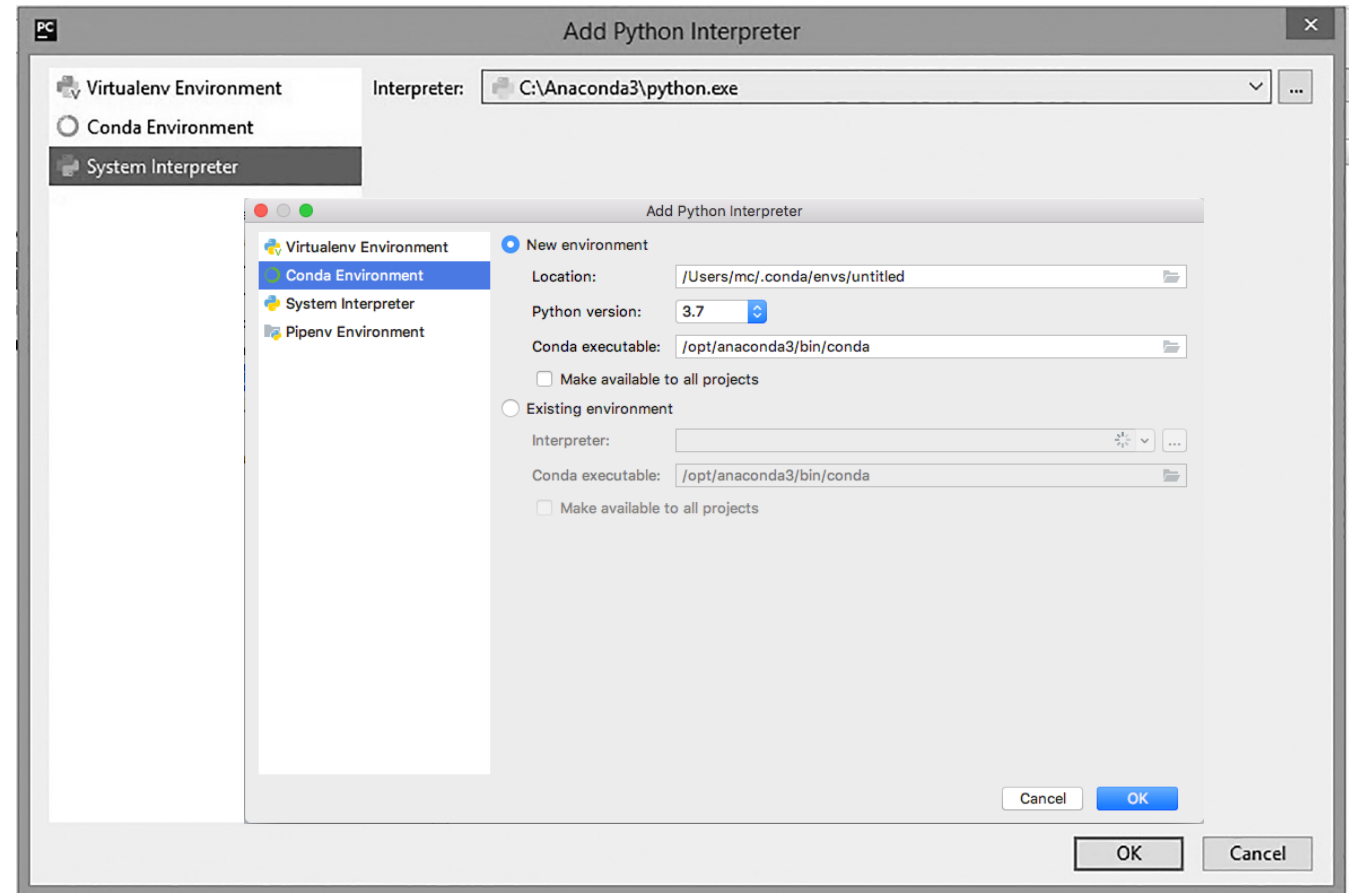 PC
Add Python Interpreter
Virtualenv Environment
Conda Environment
System Interpreter
Interpreter: C:\Anaconda3\python.exe ...
Add Python Interpreter
Virtualenv Environment
Conda Environment
System Interpreter
Pipenv Environment
New environment
Location: /Users/mc/.conda/envs/untitled
Python version: 3.7
Conda executable: /opt/anaconda3/bin/conda
Make available to all projects
Existing environment
Interpreter: ...
Conda executable: /opt/anaconda3/bin/conda
Make available to all projects
Cancel OK
OK Cancel